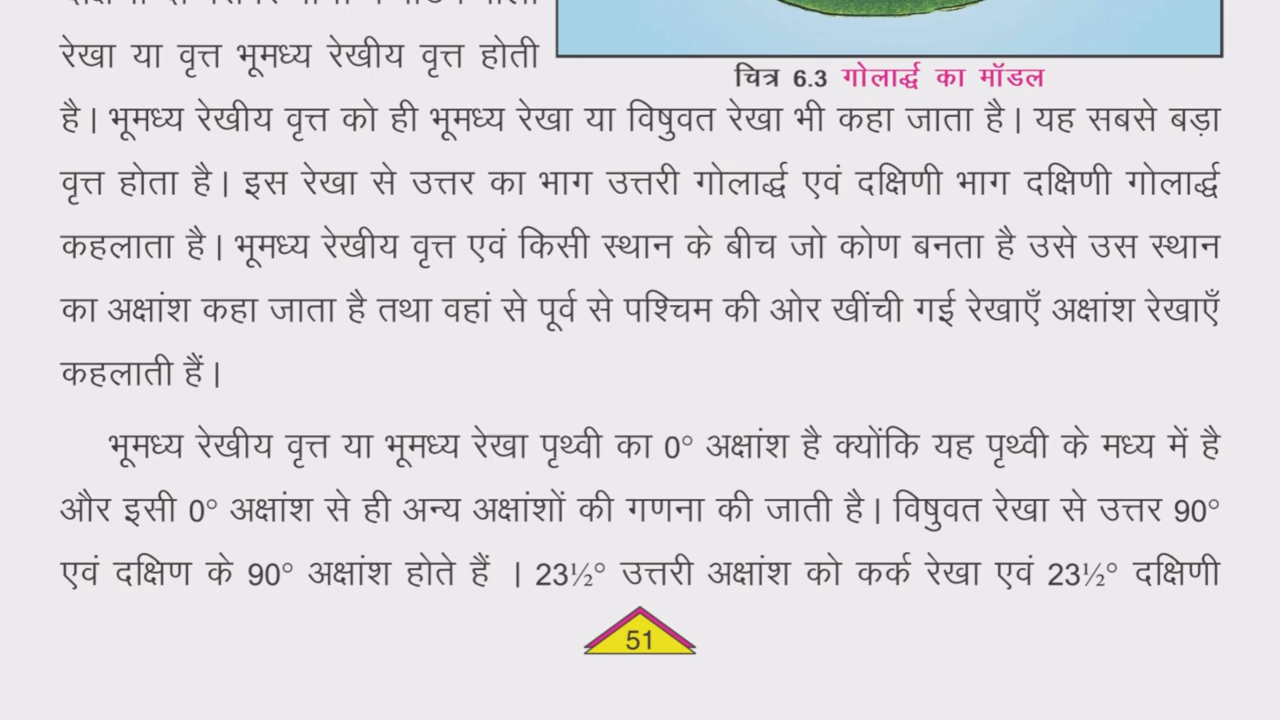 रेखा या वृत्त भूमध्य रेखीय वृत्त होती
चित्र 6.3 गोलार्द्ध का मॉडल
है। भूमध्य रेखीय वृत्त को ही भूमध्य रेखा या विषुवत रेखा भी कहा जाता है। यह सबसे बड़ा
वृत्त होता है। इस रेखा से उत्तर का भाग उत्तरी गोलार्द्ध एवं दक्षिणी भाग दक्षिणी गोलार्द्ध
कहलाता है। भूमध्य रेखीय वृत्त एवं किसी स्थान के बीच जो कोण बनता है उसे उस स्थान
का अक्षांश कहा जाता है तथा वहां से पूर्व से पश्चिम की ओर खींची गई रेखाएँ अक्षांश रेखाएँ
कहलाती हैं।
भूमध्य रेखीय वृत्त या भूमध्य रेखा पृथ्वी का 0° अक्षांश है क्योंकि यह पृथ्वी के मध्य में है
और इसी 0° अक्षांश से ही अन्य अक्षांशों की गणना की जाती है। विषुवत रेखा से उत्तर 90°
एवं दक्षिण के 90° अक्षांश होते हैं । 23½° उत्तरी अक्षांश को कर्क रेखा एवं 23½° दक्षिणी
51